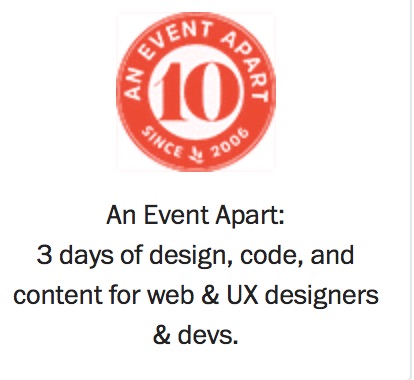 AN EVENT APART
10
SINCE 2006
An Event Apart:
3 days of design, code, and
content for web & UX designers
& devs.